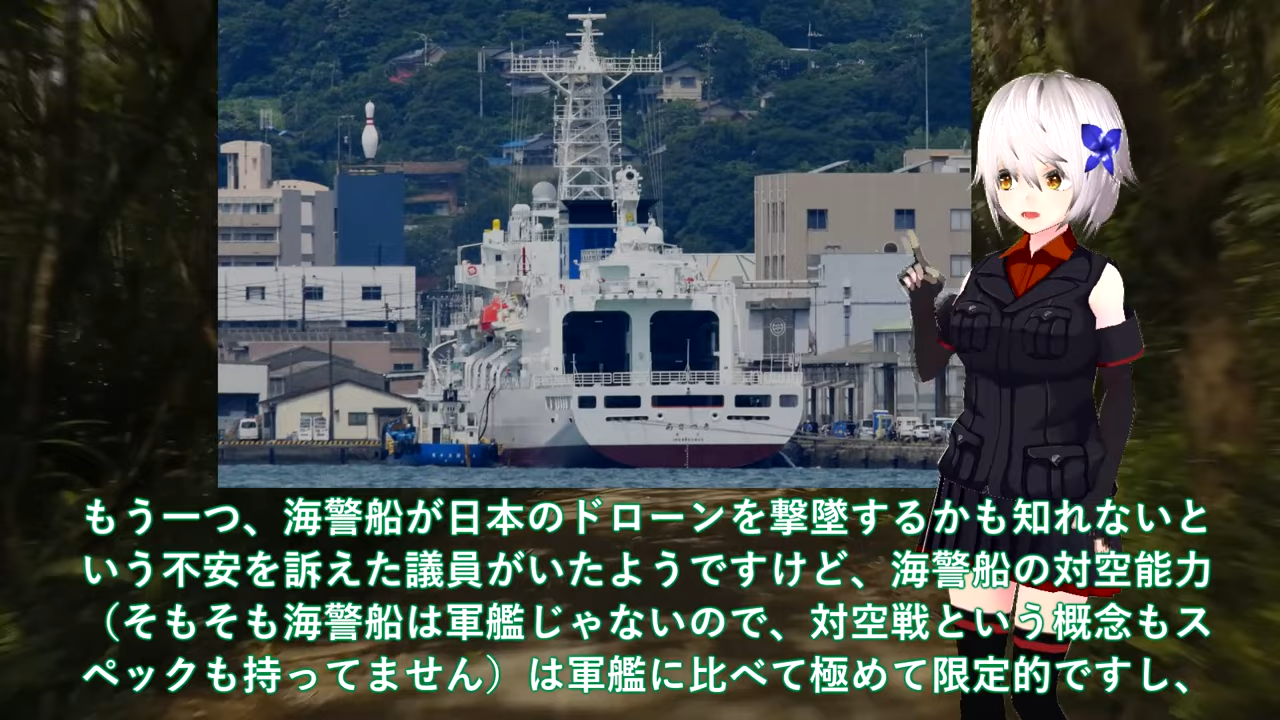 もう一つ、海警船が日本のドローンを撃墜するかも知れないと
いう不安を訴えた議員がいたようですけど、海警船の対空能力
（そもそも海警船は軍艦じゃないので、対空戦という概念もス
ペックも持ってません）は軍艦に比べて極めて限定的ですし、